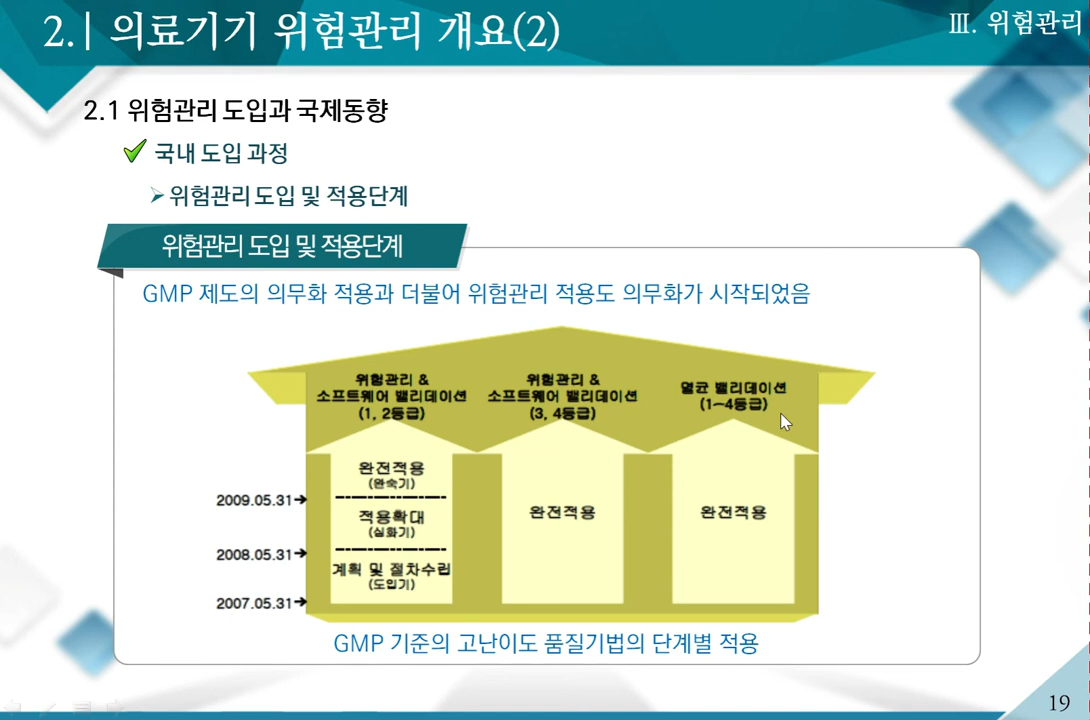 2.| 의료기기 위험관리 개요(2)
Ⅲ. 위험관리
2.1 위험관리 도입과 국제동향
국내 도입 과정
위험관리 도입 및 적용단계
위험관리 도입 및 적용단계
GMP 제도의 의무화 적용과 더불어 위험관리 적용도 의무화가 시작되었음
위험관리 &
소프트웨어 밸리데이션
(1, 2등급)
위험관리 &
소프트웨어 밸리데이션
(3, 4등급)
멸균 밸리데이션
(1~4등급)
완전적용
(완숙기)
2009.05.31
적용확대
(심화기)
2008.05.31
계획 및 절차수립
(도입기)
2007.05.31
완전적용
완전적용
GMP 기준의 고난이도 품질기법의 단계별 적용
19